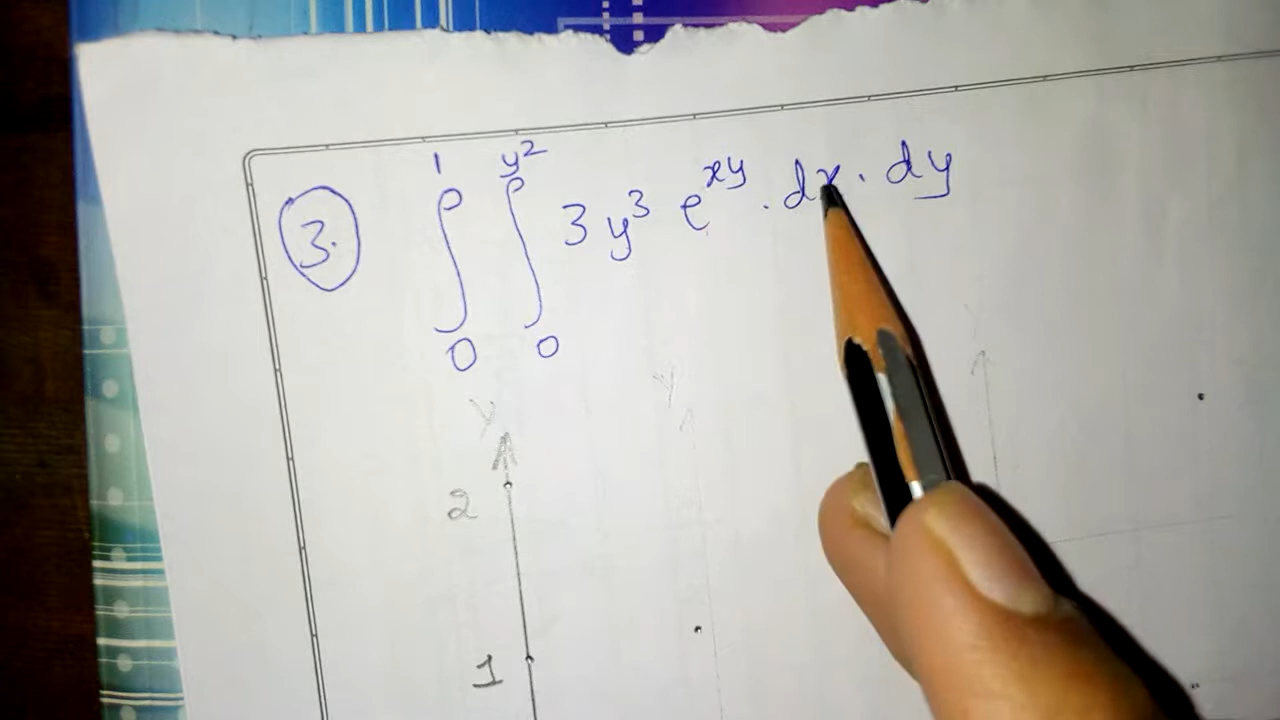 3. ∫₀¹ ∫₀^{y²} 3y³ e^{xy} . dx . dy
Y Y
2
1